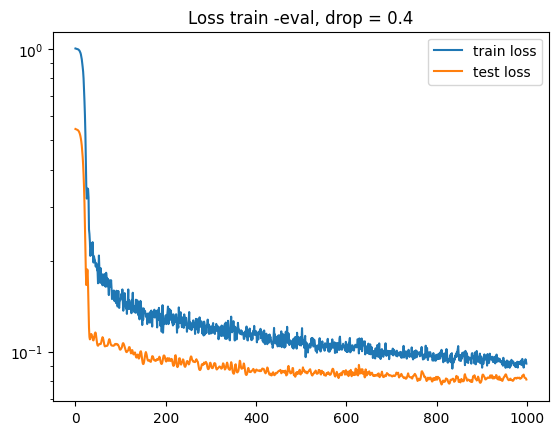 Loss train -eval, drop = 0.4
train loss
test loss
10⁰
10⁻¹
0 200 400 600 800 1000